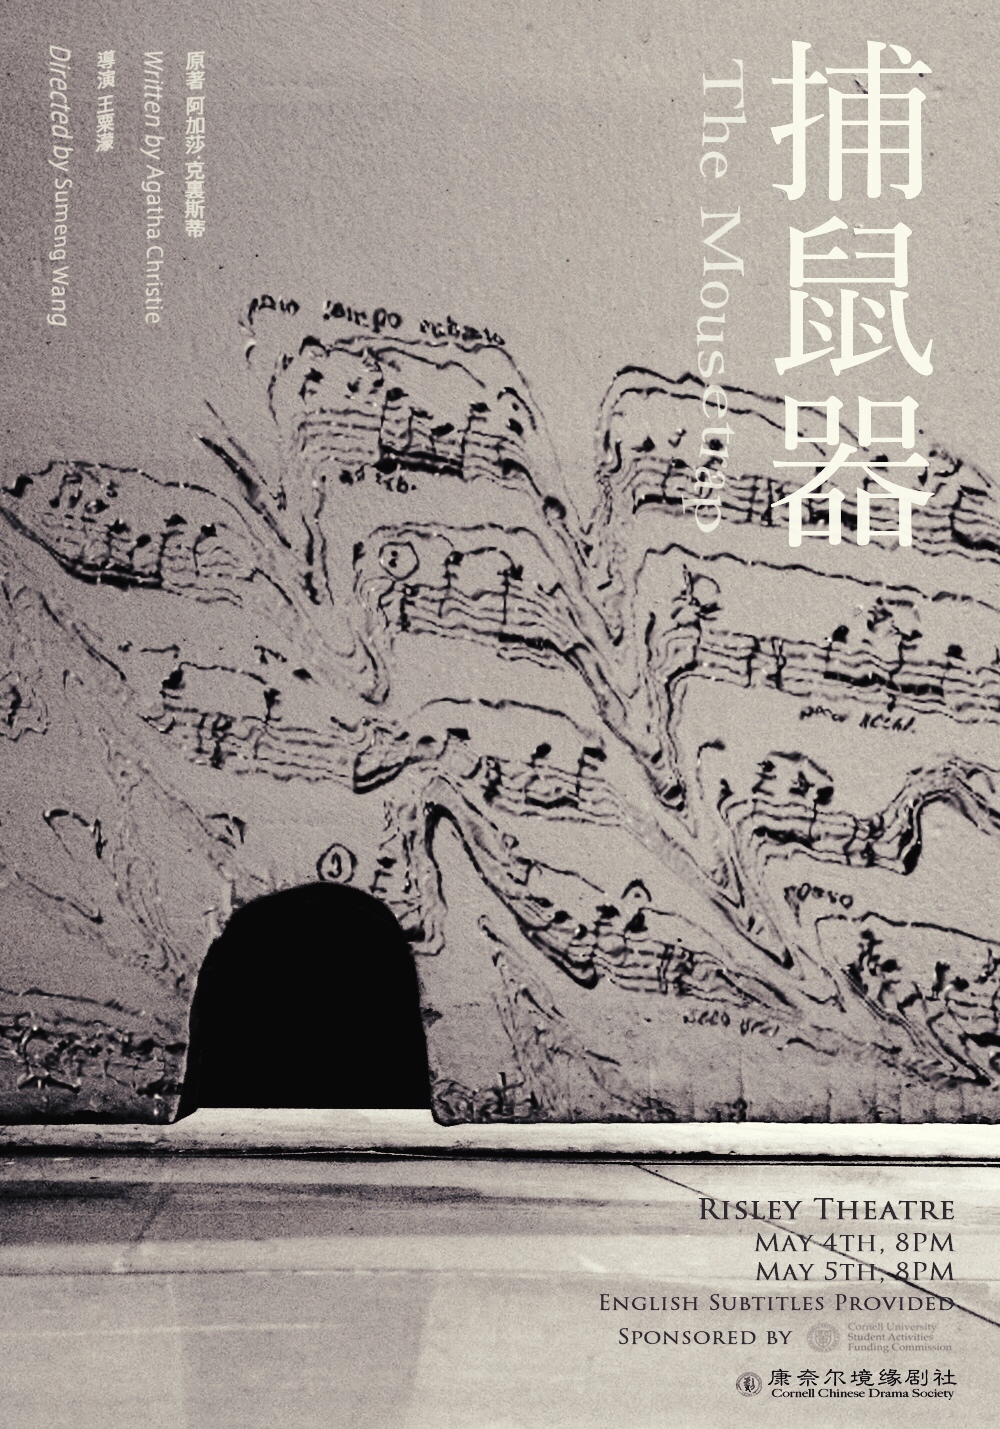 捕鼠器
The Mousetrap
原著 阿加莎·克裏斯蒂
Written by Agatha Christie
導演 王粟濛
Directed by Sumeng Wang
ad lib.
RISLEY THEATRE
MAY 4TH, 8PM
MAY 5TH, 8PM
ENGLISH SUBTITLES PROVIDED
SPONSORED BY
Cornell University
Student Activities
Funding Commission
康奈尔境缘剧社
Cornell Chinese Drama Society